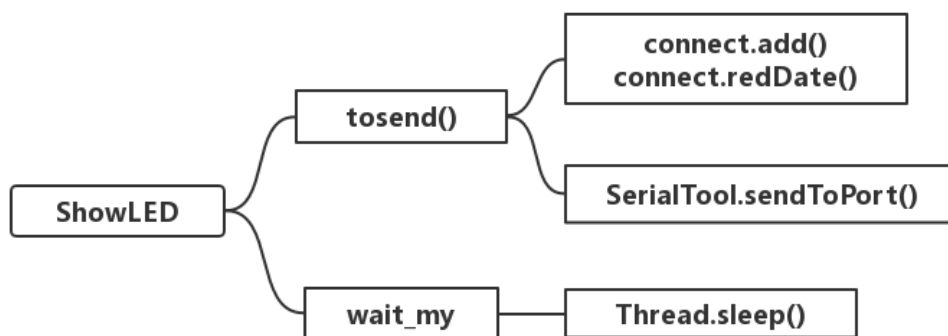 connect.add()
connect.redDate()
tosend()
SerialTool.sendToPort()
ShowLED
wait_my
Thread.sleep()